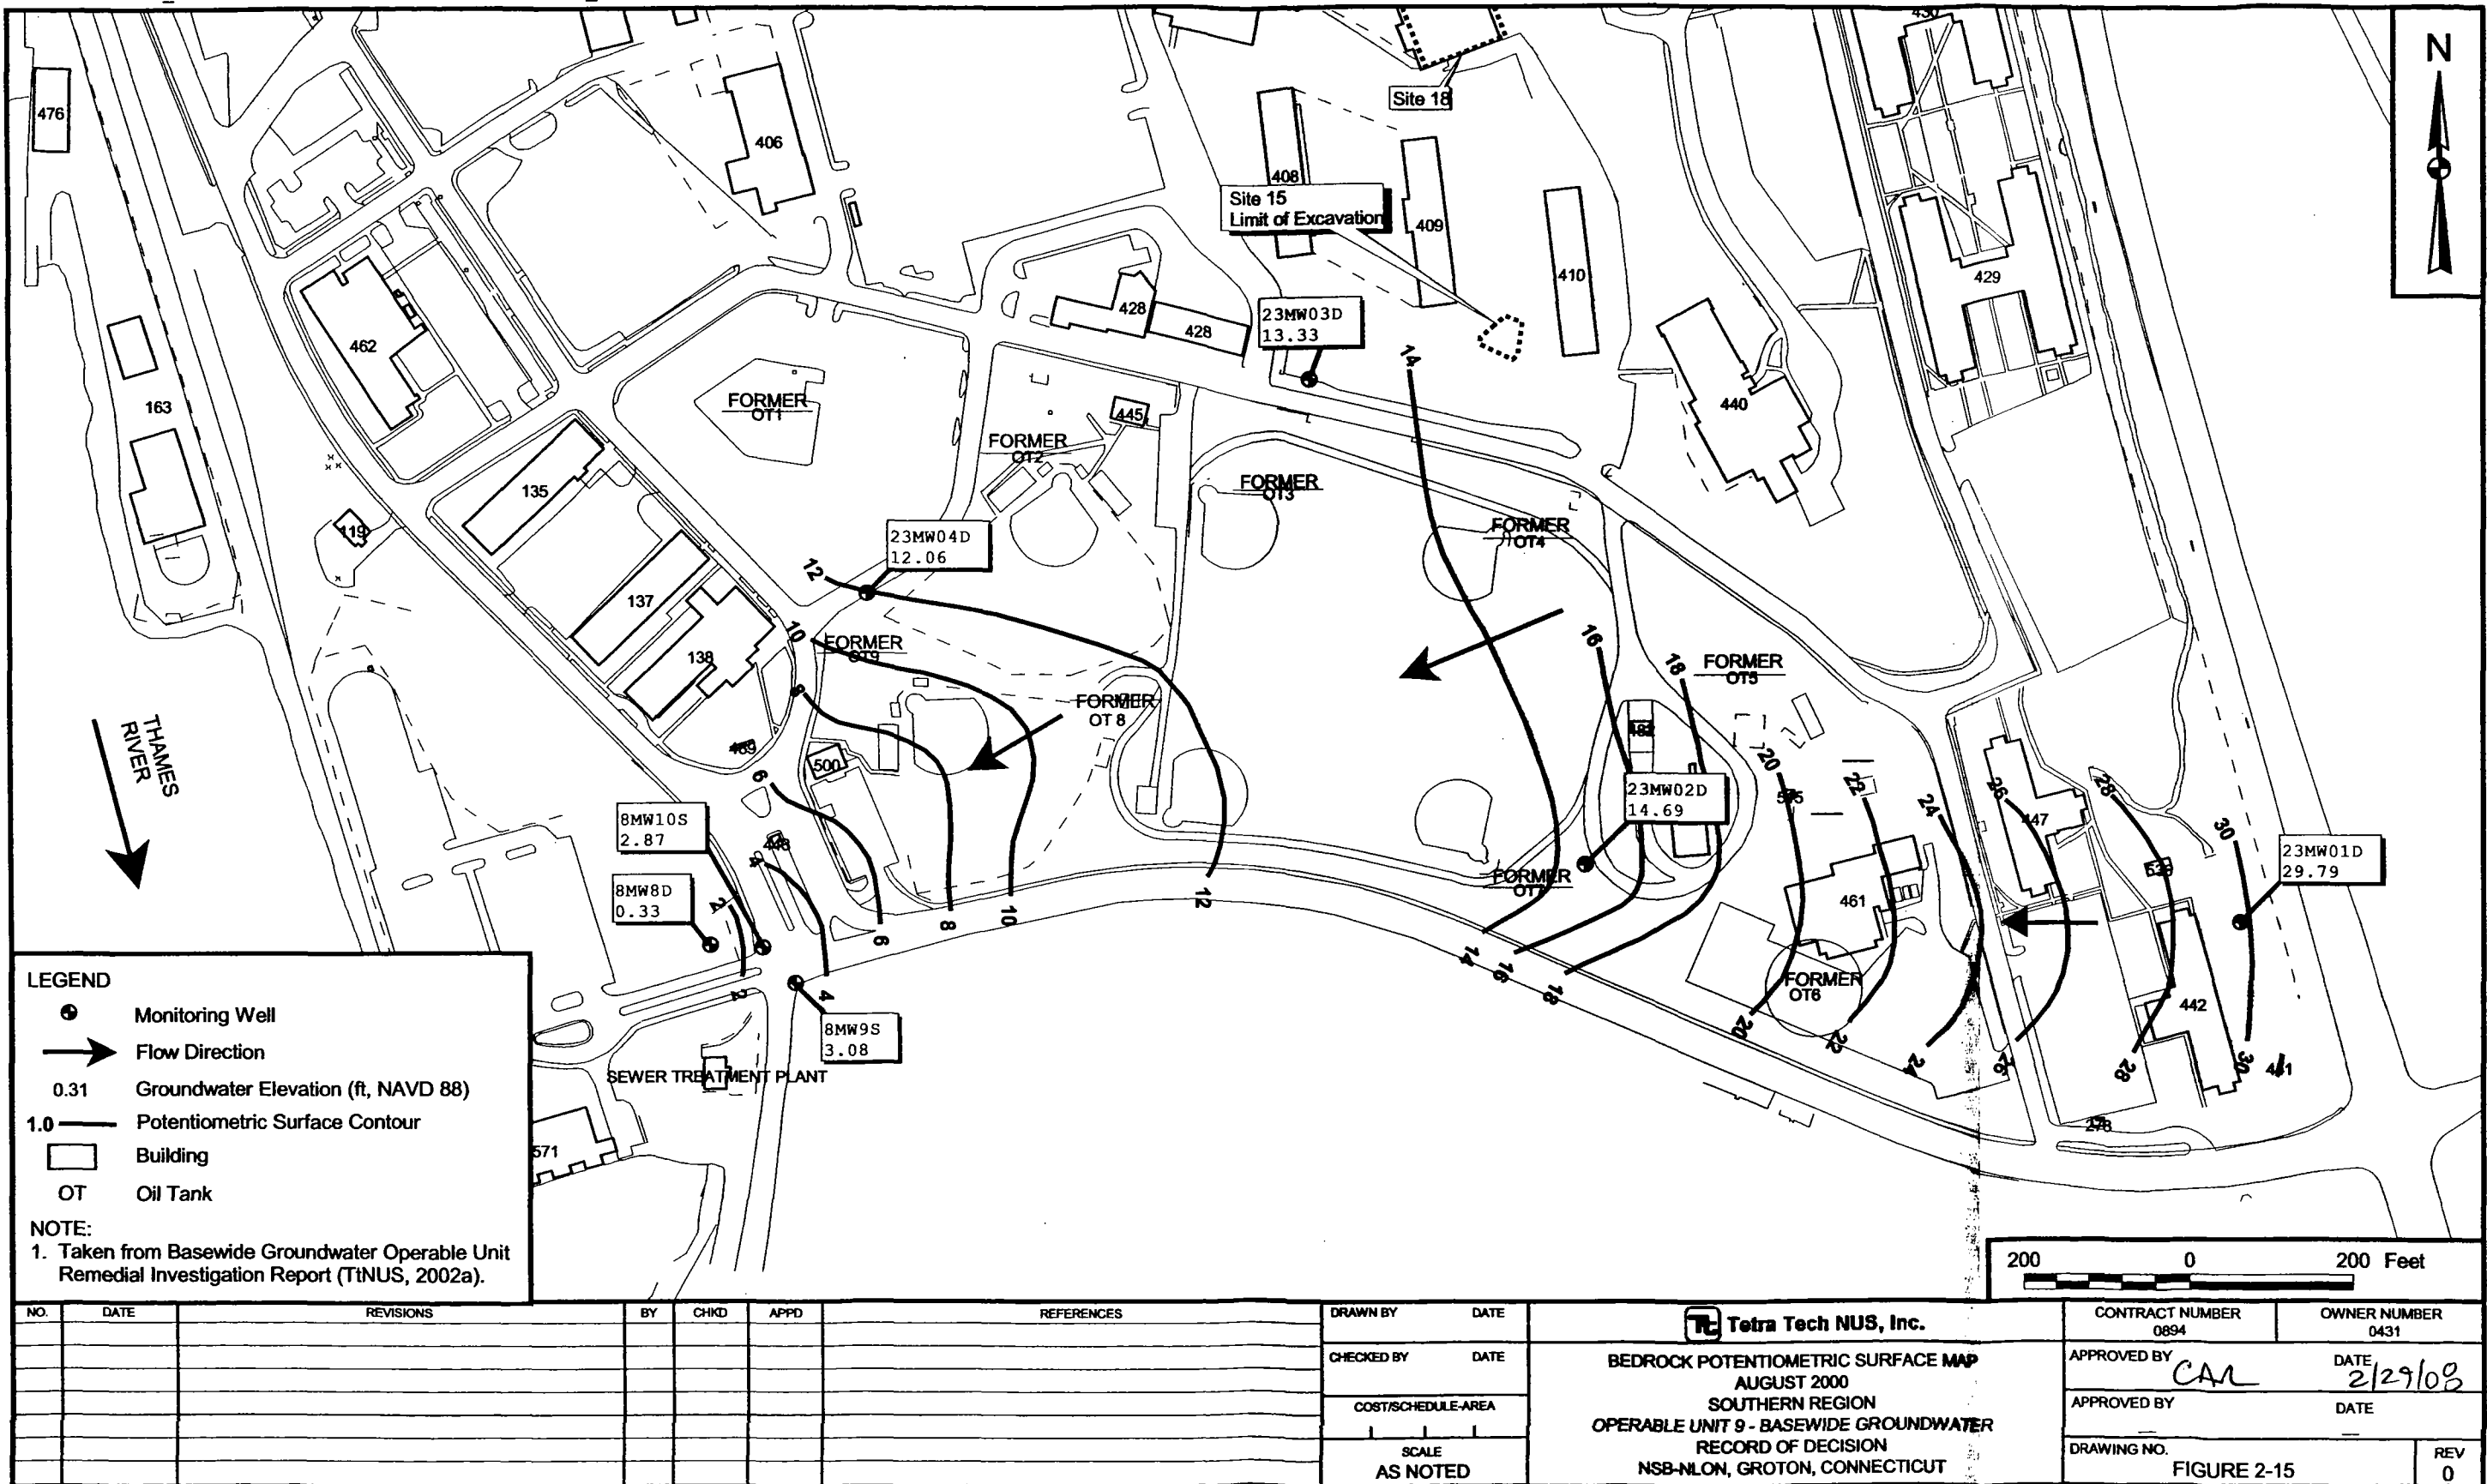 430
N
Site 18
476
406
408
Site 15
Limit of Excavation
409
410
429
428
428
23MW03D
13.33
14
462
440
163
FORMER
OT1
445
FORMER
OT2
FORMER
OT3
FORMER
OT4
135
119
23MW04D
12.06
12
137
10
FORMER
OT9
138
16
18
FORMER
OT5
8
FORMER
OT 8
THAMES
RIVER
482
469
500
6
20
22
575
24
26
28
447
30
23MW02D
14.69
8MW10S
2.87
448
4
23MW01D
29.79
8MW8D
0.33
2
FORMER
OT7
461
6
8
10
12
14
16
18
FORMER
OT6
442
2
4
20
22
24
26
28
30
441
8MW9S
3.08
SEWER TREATMENT PLANT
571
278
LEGEND
Monitoring Well
Flow Direction
0.31 Groundwater Elevation (ft, NAVD 88)
1.0 Potentiometric Surface Contour
Building
OT Oil Tank
NOTE:
1. Taken from Basewide Groundwater Operable Unit
Remedial Investigation Report (TtNUS, 2002a).
200 0 200 Feet
NO. DATE REVISIONS BY CHKD APPD REFERENCES
DRAWN BY DATE
CHECKED BY DATE
COST/SCHEDULE-AREA
SCALE
AS NOTED
Tetra Tech NUS, Inc.
BEDROCK POTENTIOMETRIC SURFACE MAP
AUGUST 2000
SOUTHERN REGION
OPERABLE UNIT 9 - BASEWIDE GROUNDWATER
RECORD OF DECISION
NSB-NLON, GROTON, CONNECTICUT
CONTRACT NUMBER
0894
OWNER NUMBER
0431
APPROVED BY CAR DATE 2/29/08
APPROVED BY DATE
DRAWING NO.
FIGURE 2-15
REV
0